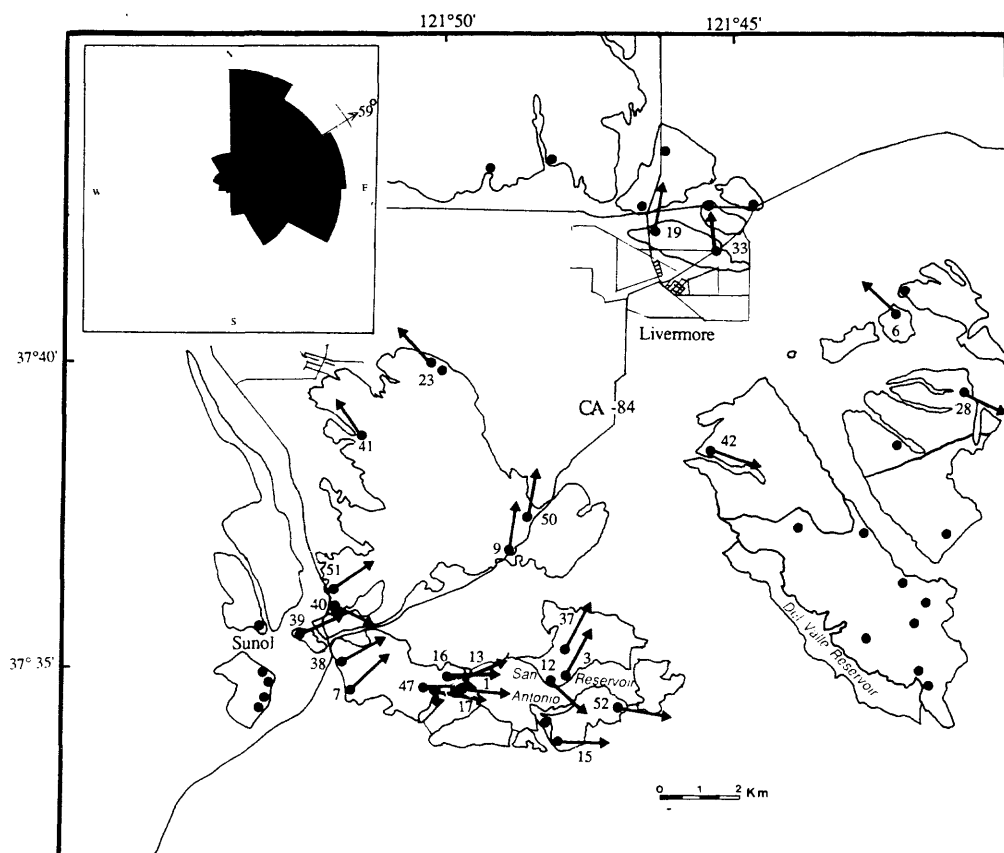 121°50'
121°45'
59°
W
E
S
19
33
Livermore
6
37°40'
23
CA -84
28
41
42
50
9
51
40
39
Sunol
37
Del Valle Reservoir
37° 35'
38
16
13
12
San
3
Reservoir
7
47
1
Antonio
17
52
15
0 1 2 Km